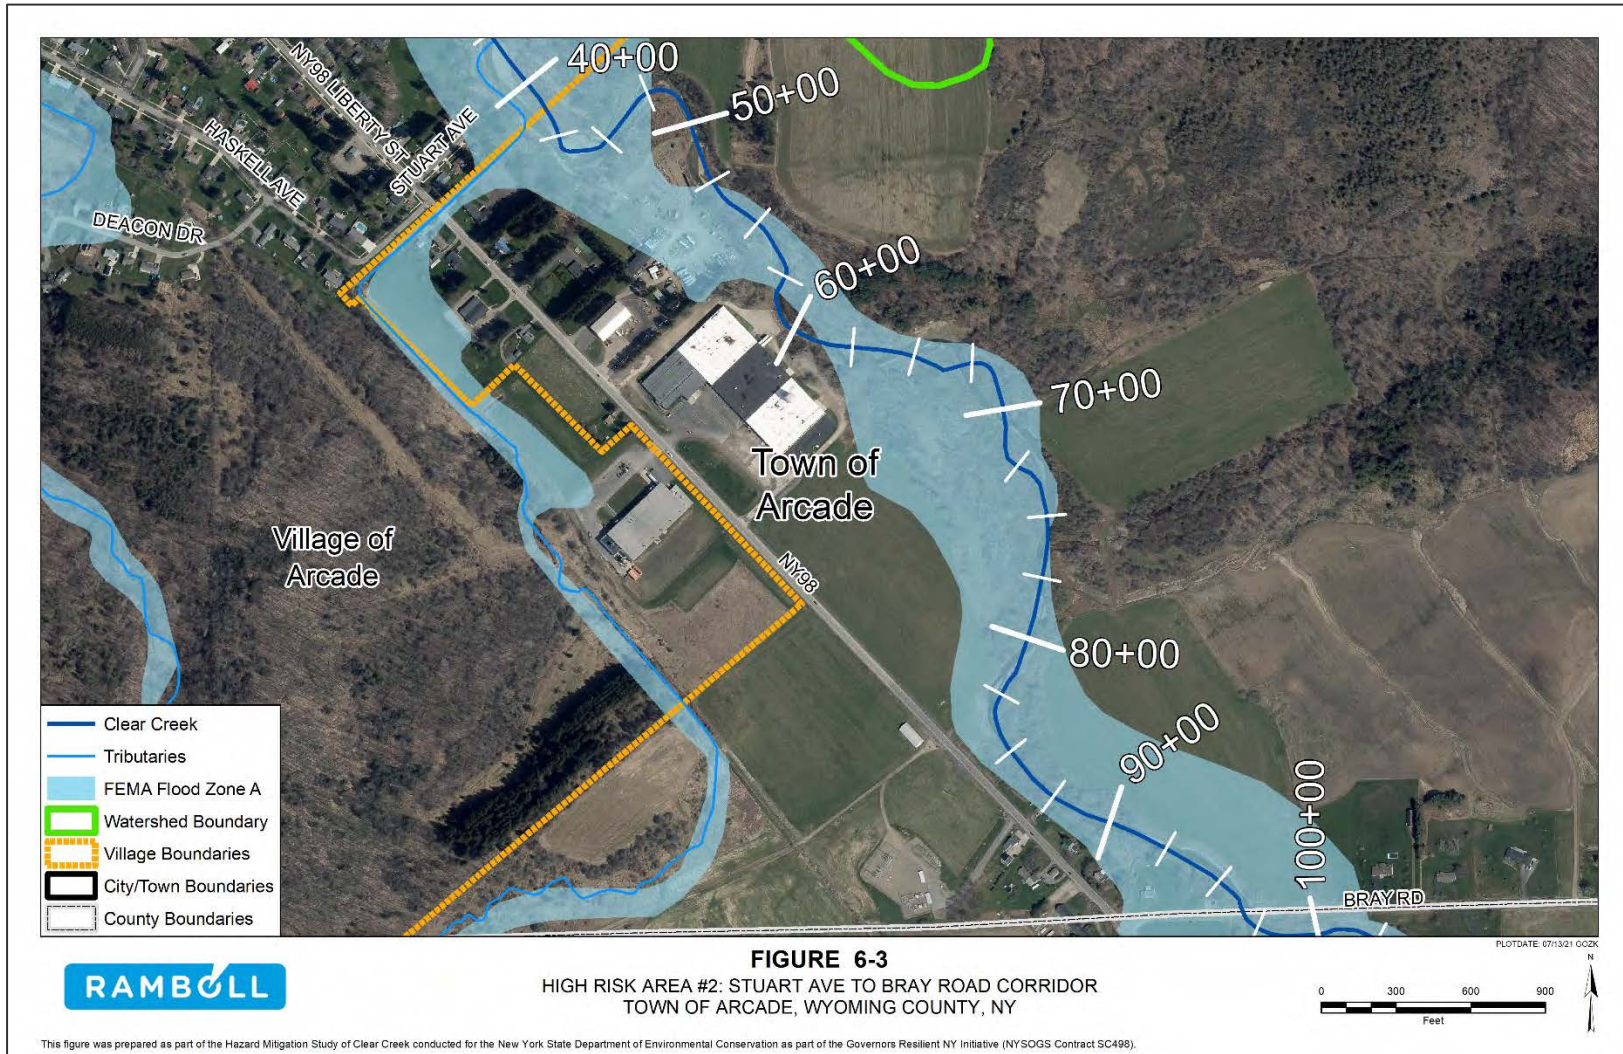 NY98 LIBERTY ST
STUART AVE
HASKELL AVE
DEACON DR
40+00
50+00
60+00
70+00
80+00
90+00
100+00
Town of
Arcade
Village of
Arcade
NY98
BRAY RD
Clear Creek
Tributaries
FEMA Flood Zone A
Watershed Boundary
Village Boundaries
City/Town Boundaries
County Boundaries
PLOTDATE: 07/13/21 GOZK
RAMBOLL
FIGURE 6-3
HIGH RISK AREA #2: STUART AVE TO BRAY ROAD CORRIDOR
TOWN OF ARCADE, WYOMING COUNTY, NY
N
0 300 600 900
Feet
This figure was prepared as part of the Hazard Mitigation Study of Clear Creek conducted for the New York State Department of Environmental Conservation as part of the Governors Resilient NY Initiative (NYSOGS Contract SC498).